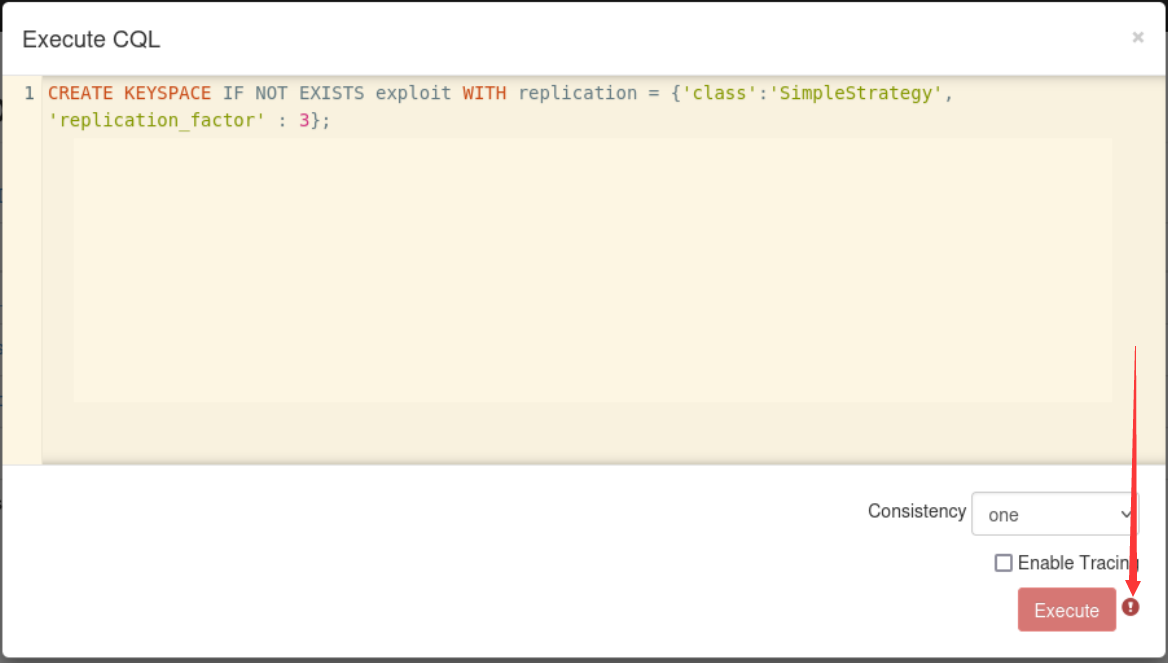 Execute CQL
×
1 CREATE KEYSPACE IF NOT EXISTS exploit WITH replication = {'class':'SimpleStrategy',
'replication_factor' : 3};
Consistency one
Enable Tracing
Execute !